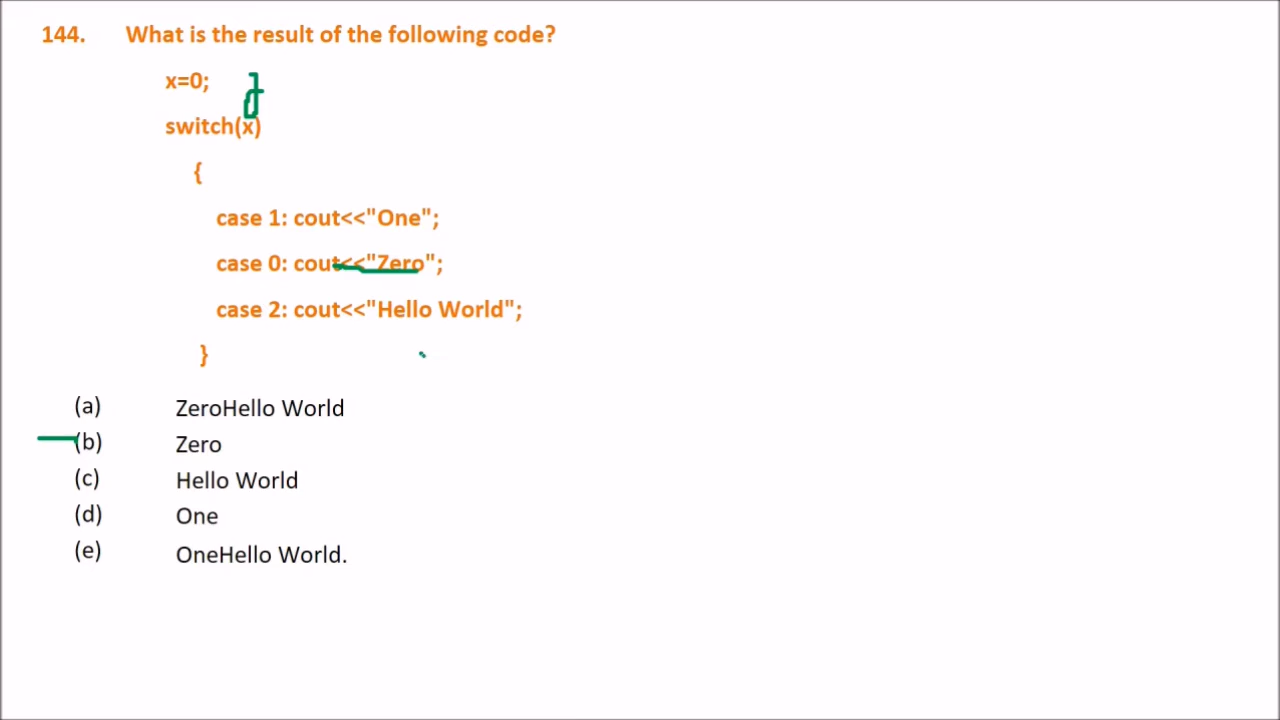 144. What is the result of the following code?
x=0;
switch(x)
{
case 1: cout<<"One";
case 0: cout<<"Zero";
case 2: cout<<"Hello World";
}
(a) ZeroHello World
(b) Zero
(c) Hello World
(d) One
(e) OneHello World.